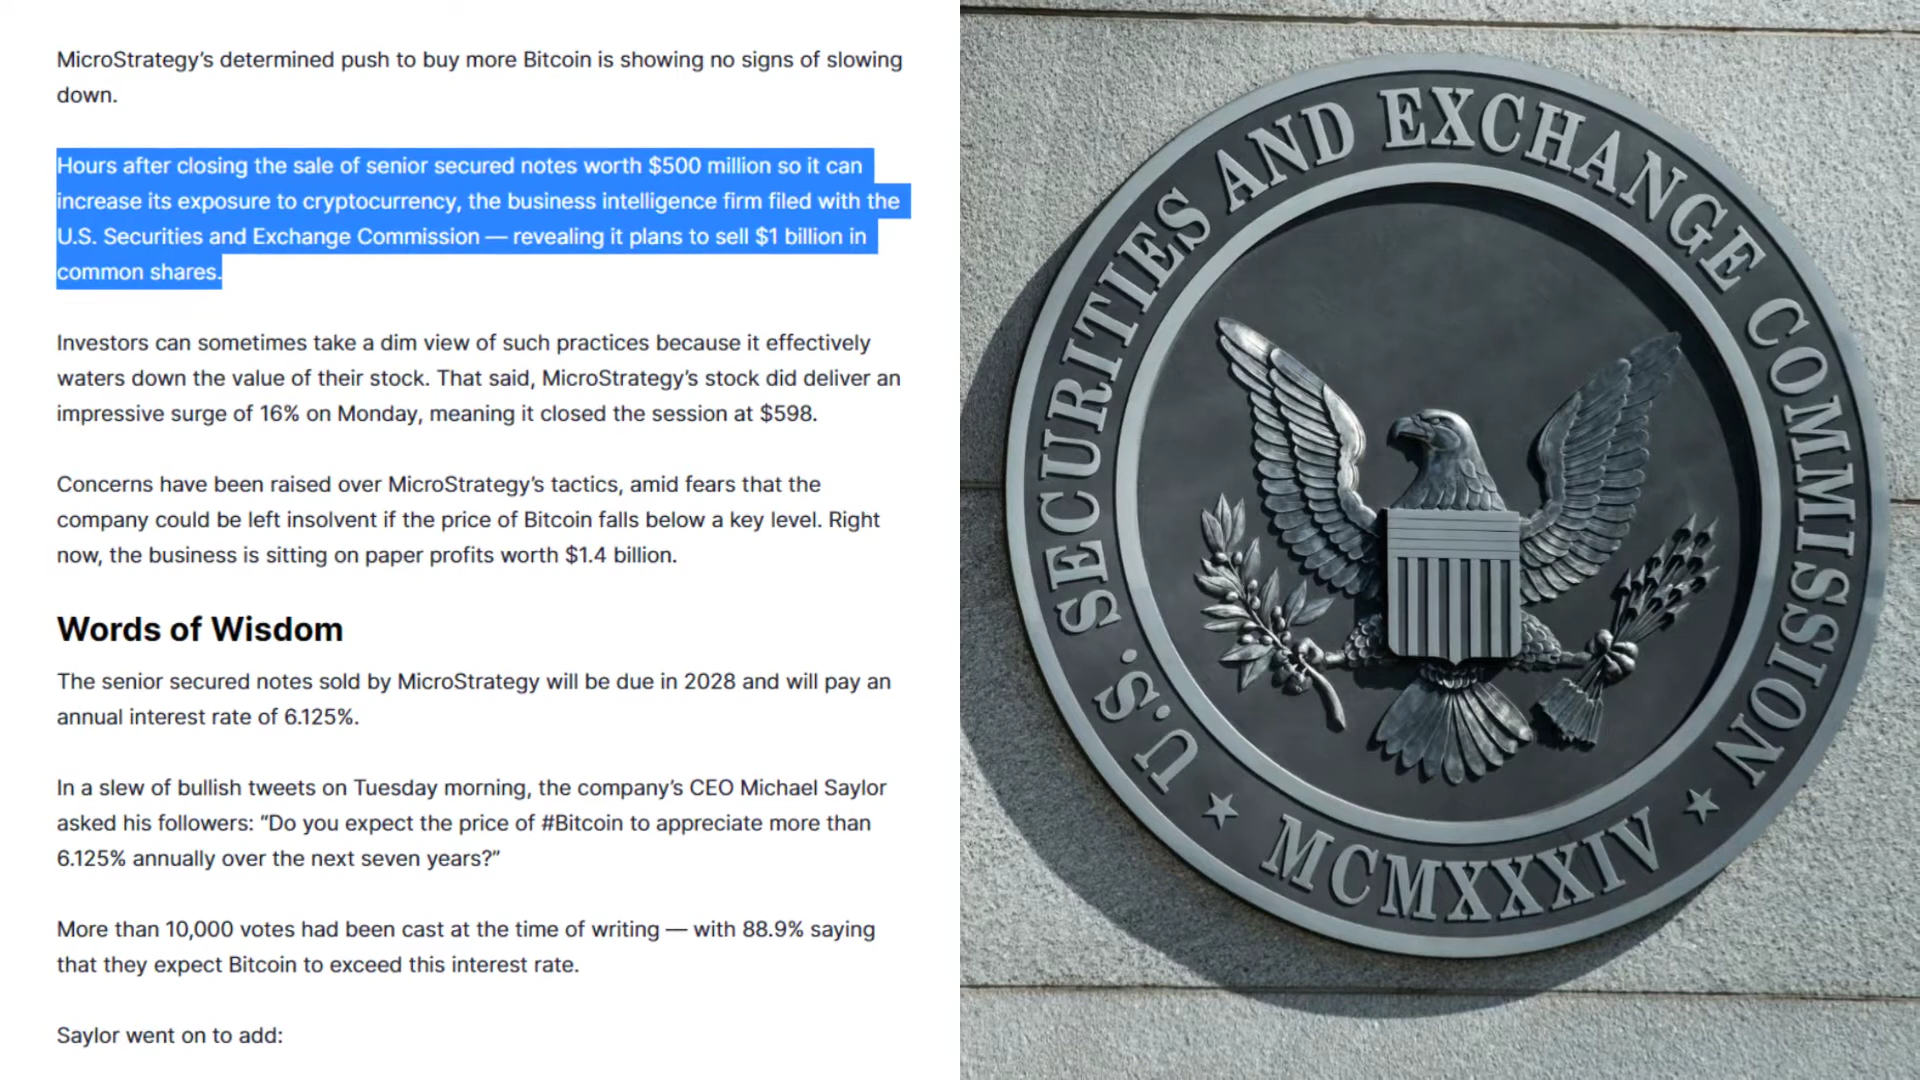 MicroStrategy’s determined push to buy more Bitcoin is showing no signs of slowing
down.
Hours after closing the sale of senior secured notes worth $500 million so it can
increase its exposure to cryptocurrency, the business intelligence firm filed with the
U.S. Securities and Exchange Commission — revealing it plans to sell $1 billion in
common shares.
Investors can sometimes take a dim view of such practices because it effectively
waters down the value of their stock. That said, MicroStrategy’s stock did deliver an
impressive surge of 16% on Monday, meaning it closed the session at $598.
Concerns have been raised over MicroStrategy’s tactics, amid fears that the
company could be left insolvent if the price of Bitcoin falls below a key level. Right
now, the business is sitting on paper profits worth $1.4 billion.
Words of Wisdom
The senior secured notes sold by MicroStrategy will be due in 2028 and will pay an
annual interest rate of 6.125%.
In a slew of bullish tweets on Tuesday morning, the company’s CEO Michael Saylor
asked his followers: “Do you expect the price of #Bitcoin to appreciate more than
6.125% annually over the next seven years?”
More than 10,000 votes had been cast at the time of writing — with 88.9% saying
that they expect Bitcoin to exceed this interest rate.
Saylor went on to add:
U.S. SECURITIES AND EXCHANGE COMMISSION
MCMXXXIV